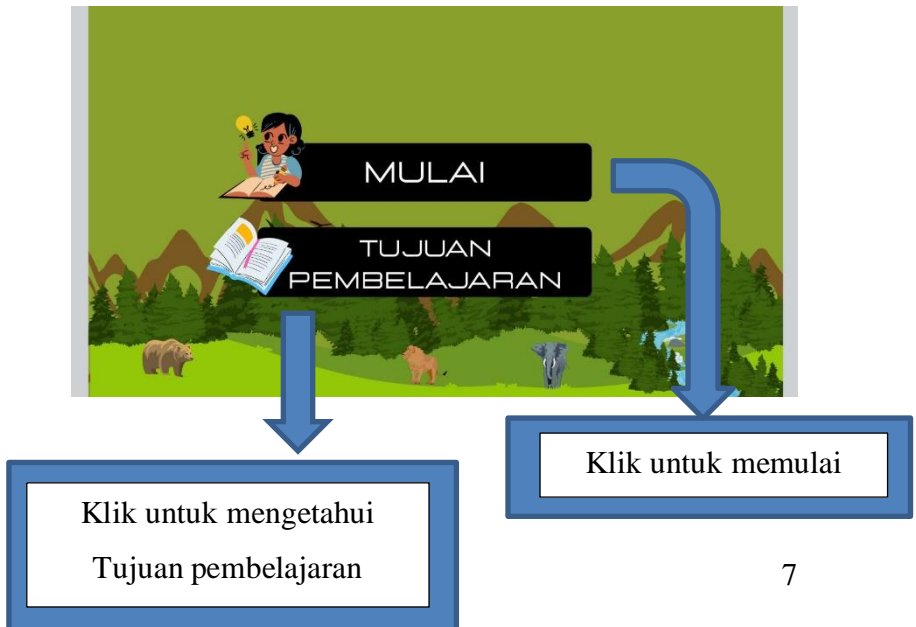 MULAI
TUJUAN
PEMBELAJARAN
Klik untuk memulai
Klik untuk mengetahui
Tujuan pembelajaran
7